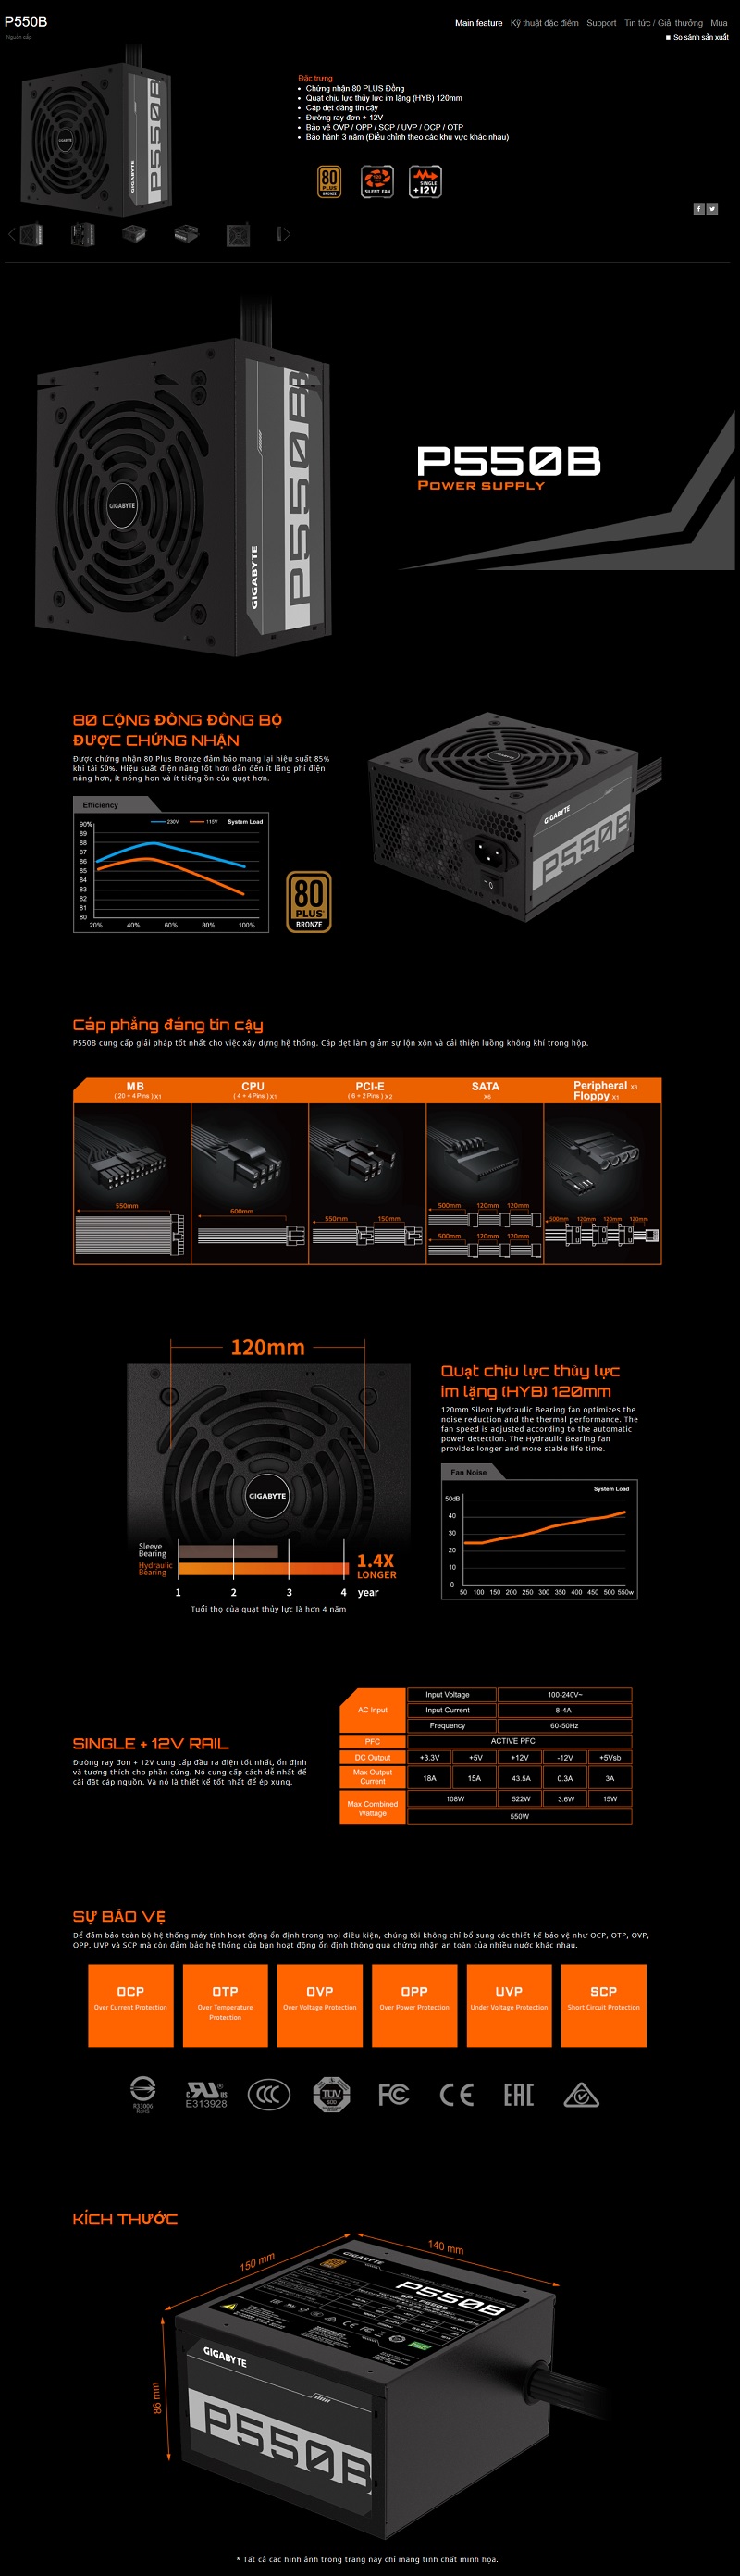 P550B
Nguồn cấp
Main feature Kỹ thuật đặc điểm Support Tin tức / Giải thưởng Mua
So sánh sản xuất
Đặc trưng
Chứng nhận 80 PLUS Đồng
Quạt chịu lực thủy lực im lặng (HYB) 120mm
Cáp dẹt đáng tin cậy
Đường ray đơn + 12V
Bảo vệ OVP / OPP / SCP / UVP / OCP / OTP
Bảo hành 3 năm (Điều chỉnh theo các khu vực khác nhau)
GIGABYTE
P550B
80
PLUS
BRONZE
SILENT FAN
SINGLE
+12V
GIGABYTE
GIGABYTE
P550B
P550B
POWER SUPPLY
80 CỘNG ĐỒNG ĐỒNG BỘ
ĐƯỢC CHỨNG NHẬN
Được chứng nhận 80 Plus Bronze đảm bảo mang lại hiệu suất 85%
khi tải 50%. Hiệu suất điện năng tốt hơn dẫn đến ít lãng phí điện
năng hơn, ít nóng hơn và ít tiếng ồn của quạt hơn.
Efficiency
230V 115V System Load
90%
89
88
87
86
85
84
83
82
81
80
20% 40% 60% 80% 100%
80
PLUS
BRONZE
GIGABYTE
P550B
Cáp phẳng đáng tin cậy
P550B cung cấp giải pháp tốt nhất cho việc xây dựng hệ thống. Cáp dẹt làm giảm sự lộn xộn và cải thiện luồng không khí trong hộp.
MB
( 20 + 4 Pins ) X1
CPU
( 4 + 4 Pins ) X1
PCI-E
( 6 + 2 Pins ) X2
SATA
X6
Peripheral X3
Floppy X1
550mm
600mm
550mm 150mm
500mm 120mm 120mm
500mm 120mm 120mm
500mm 120mm 120mm 120mm
120mm
GIGABYTE
Sleeve
Bearing
Hydraulic
Bearing
1.4X
LONGER
1 2 3 4 year
Tuổi thọ của quạt thủy lực là hơn 4 năm
Quạt chịu lực thủy lực
im lặng (HYB) 120mm
120mm Silent Hydraulic Bearing fan optimizes the
noise reduction and the thermal performance. The
fan speed is adjusted according to the automatic
power detection. The Hydraulic Bearing fan
provides longer and more stable life time.
Fan Noise
System Load
50dB
40
30
20
10
0
50 100 150 200 250 300 350 400 450 500 550w
SINGLE + 12V RAIL
Đường ray đơn + 12V cung cấp đầu ra điện tốt nhất, ổn định
và tương thích cho phần cứng. Nó cung cấp cách dễ nhất để
cài đặt cáp nguồn. Và nó là thiết kế tốt nhất để ép xung.
AC Input
Input Voltage 100-240V~
Input Current 8-4A
Frequency 60-50Hz
PFC ACTIVE PFC
DC Output +3.3V +5V +12V -12V +5Vsb
Max Output
Current
18A 15A 43.5A 0.3A 3A
Max Combined
Wattage
108W 522W 3.6W 15W
550W
SỰ BẢO VỆ
Để đảm bảo toàn bộ hệ thống máy tính hoạt động ổn định trong mọi điều kiện, chúng tôi không chỉ bổ sung các thiết kế bảo vệ như OCP, OTP, OVP,
OPP, UVP và SCP mà còn đảm bảo hệ thống của bạn hoạt động ổn định thông qua chứng nhận an toàn của nhiều nước khác nhau.
OCP
Over Current Protection
OTP
Over Temperature
Protection
OVP
Over Voltage Protection
OPP
Over Power Protection
UVP
Under Voltage Protection
SCP
Short Circuit Protection
R33006
RoHS
E313928
CCC
TÜV
FC
CE
EAC
KÍCH THƯỚC
150 mm
140 mm
86 mm
GIGABYTE
P550B
GIGABYTE
P550B
* Tất cả các hình ảnh trong trang này chỉ mang tính chất minh họa.